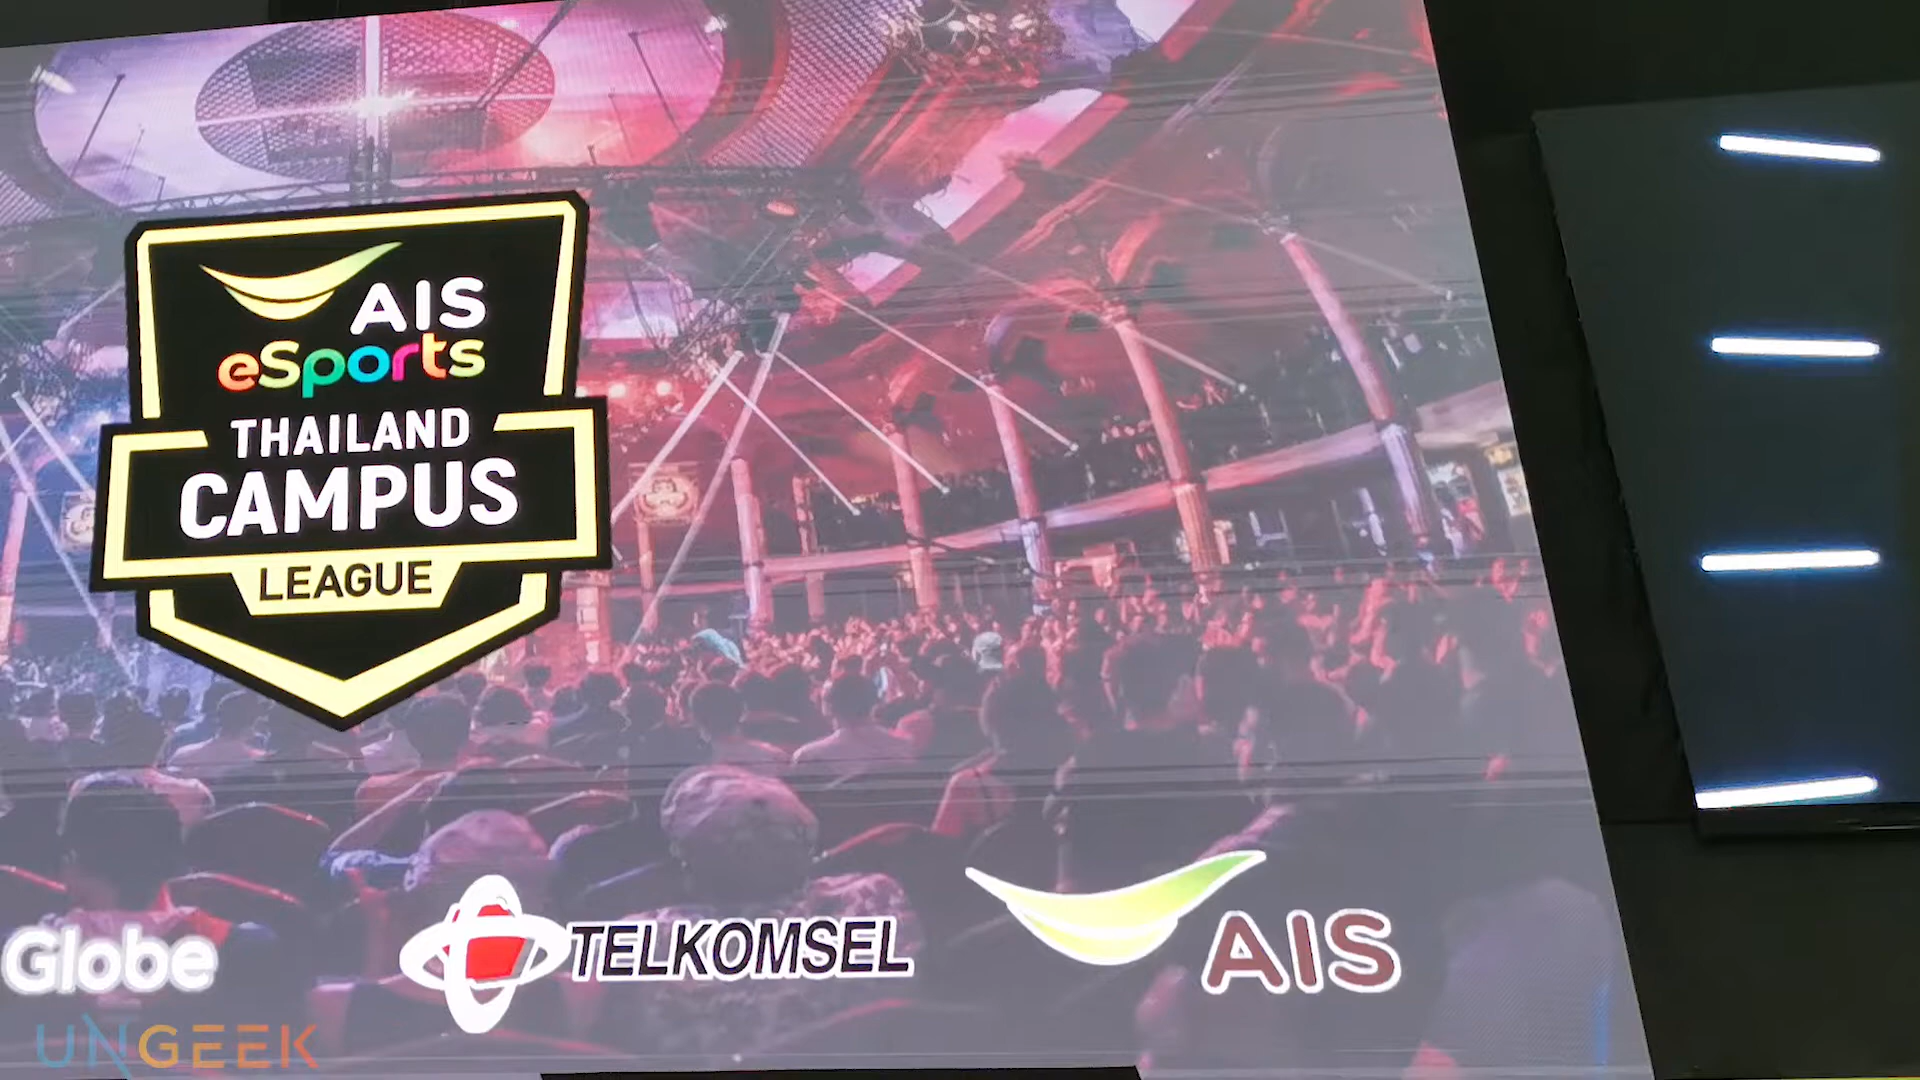 AIS
eSports
THAILAND
CAMPUS
LEAGUE
Globe
TELKOMSEL
AIS
UNGEEK